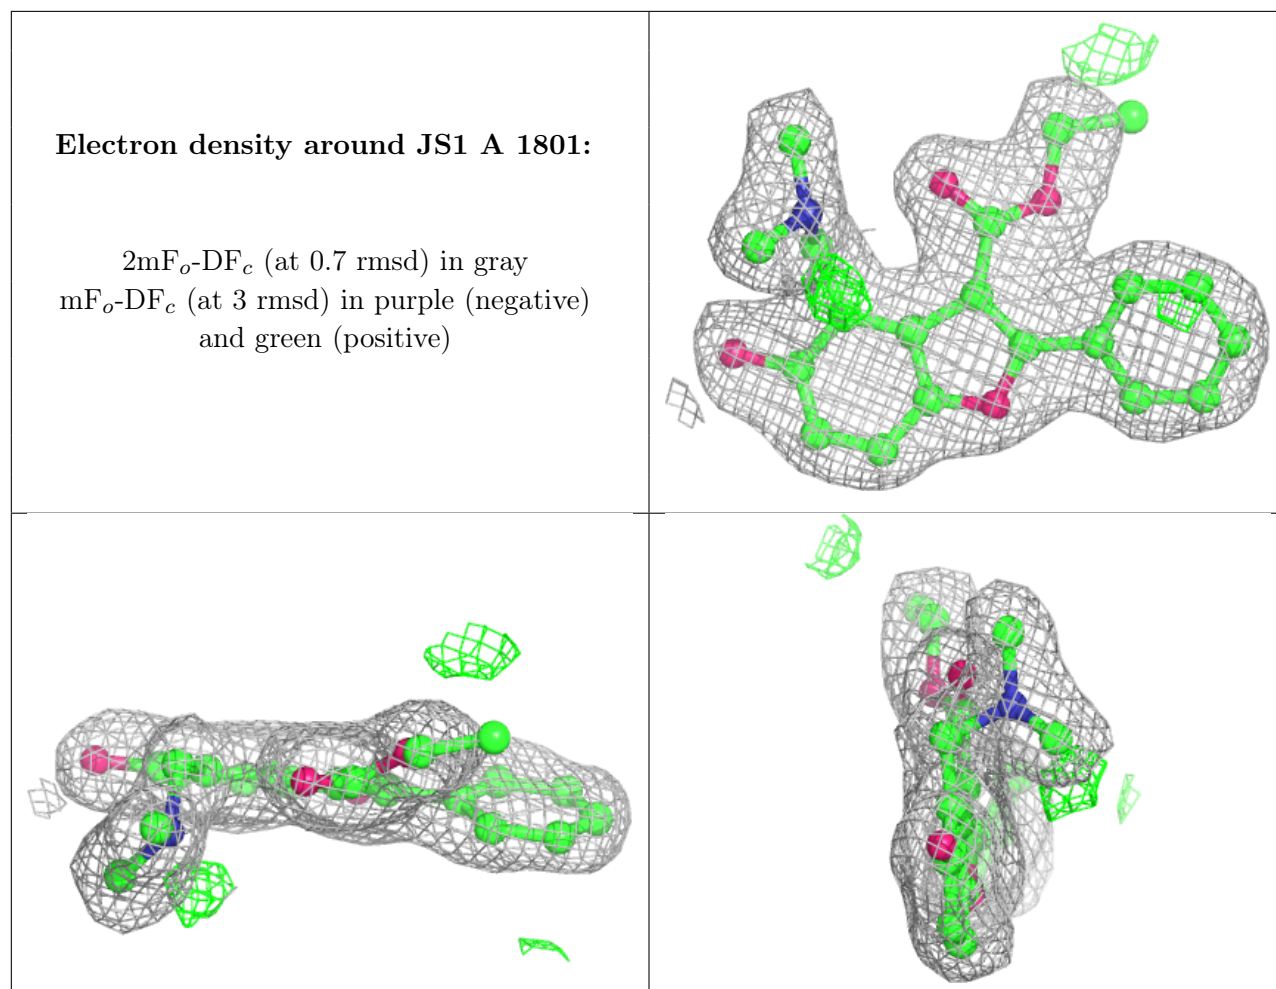 Electron density around JS1 A 1801:
2mFo-DFc (at 0.7 rmsd) in gray
mFo-DFc (at 3 rmsd) in purple (negative)
and green (positive)